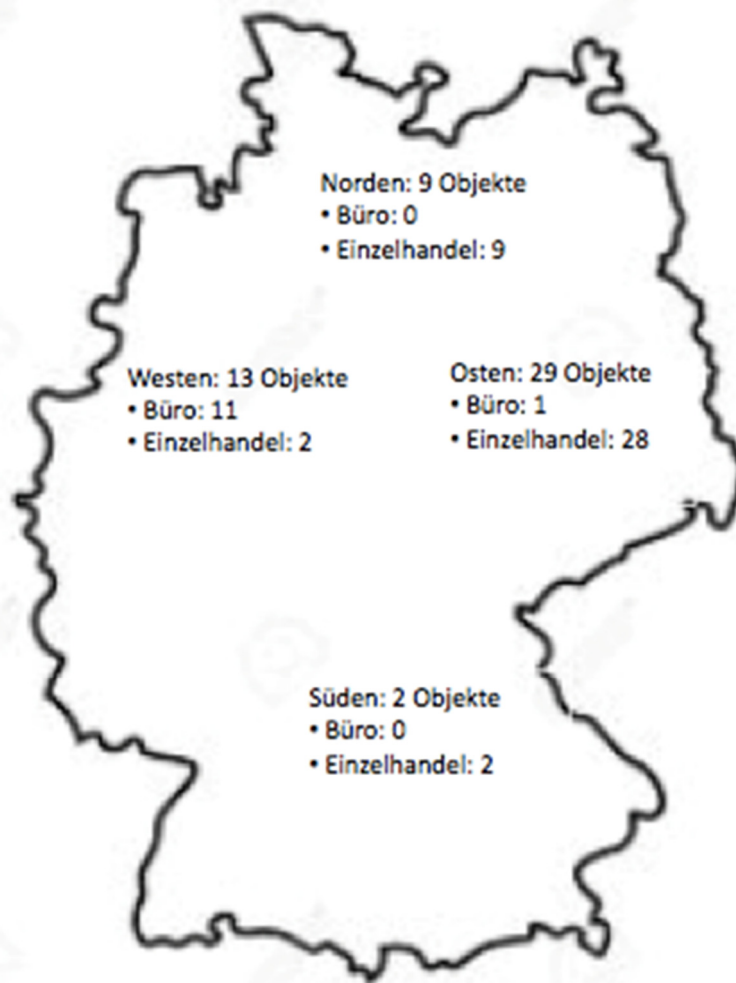 Norden: 9 Objekte
• Büro: 0
• Einzelhandel: 9
Westen: 13 Objekte
• Büro: 11
• Einzelhandel: 2
Osten: 29 Objekte
• Büro: 1
• Einzelhandel: 28
Süden: 2 Objekte
• Büro: 0
• Einzelhandel: 2